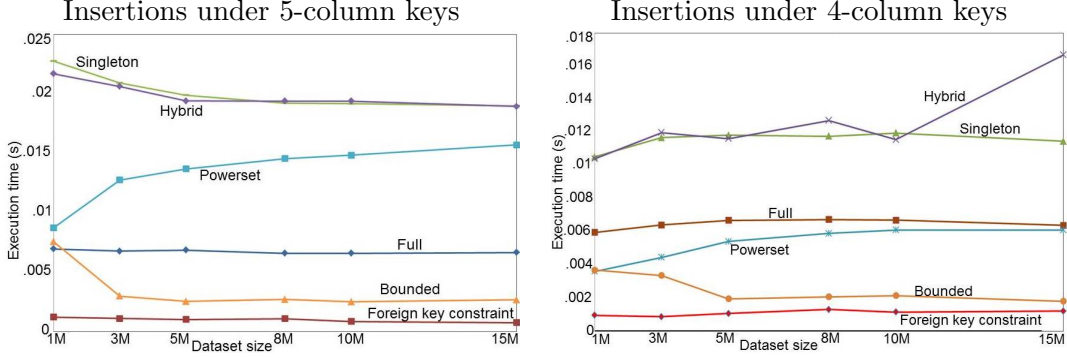 Insertions under 5-column keys
.025
.02
.015
.01
.005
0
Execution time (s)
Singleton
Hybrid
Powerset
Full
Bounded
Foreign key constraint
1M 3M 5M 8M 10M 15M
Dataset size
Insertions under 4-column keys
.018
.016
.014
.012
.01
.008
.006
.004
.002
0
Execution time (s)
Hybrid
Singleton
Full
Powerset
Bounded
Foreign key constraint
1M 3M 5M 8M 10M 15M
Dataset size